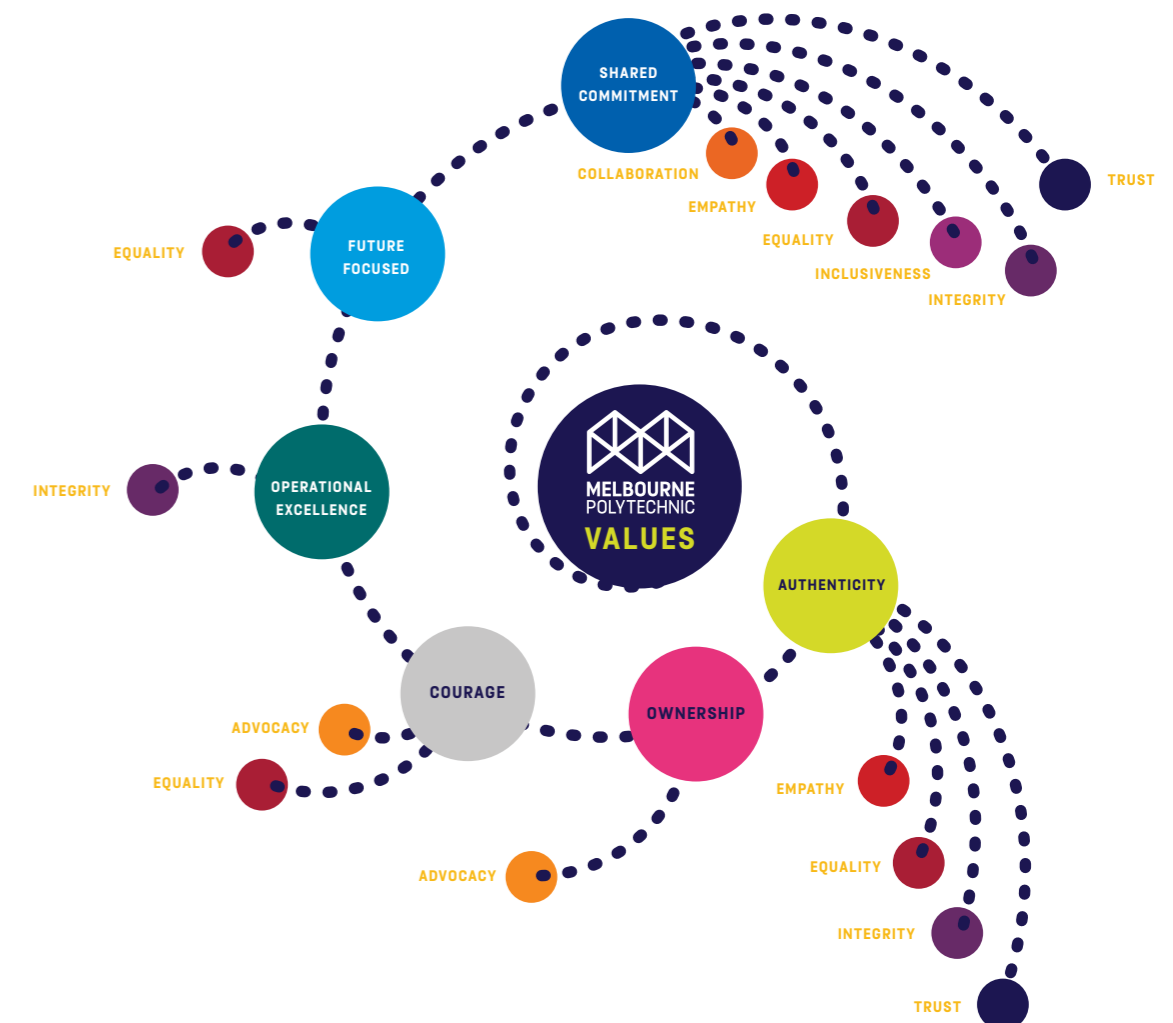 SHARED
COMMITMENT
COLLABORATION
EMPATHY
EQUALITY
INCLUSIVENESS
INTEGRITY
TRUST
FUTURE
FOCUSED
EQUALITY
OPERATIONAL
EXCELLENCE
INTEGRITY
MELBOURNE
POLYTECHNIC
VALUES
AUTHENTICITY
EMPATHY
EQUALITY
INTEGRITY
TRUST
OWNERSHIP
ADVOCACY
COURAGE
ADVOCACY
EQUALITY